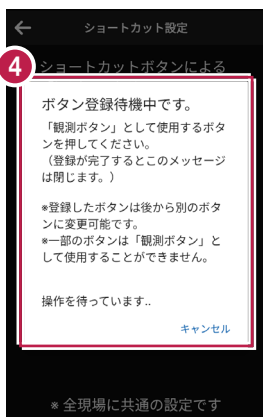 ショートカット設定
ショートカットボタンによる
4
ボタン登録待機中です。
「観測ボタン」として使用するボタ
ンを押してください。
（登録が完了するとこのメッセージ
は閉じます。）
※登録したボタンは後から別のボタ
ンに変更可能です。
※一部のボタンは「観測ボタン」と
して使用することができません。
操作を待っています..
キャンセル
※ 全現場に共通の設定です